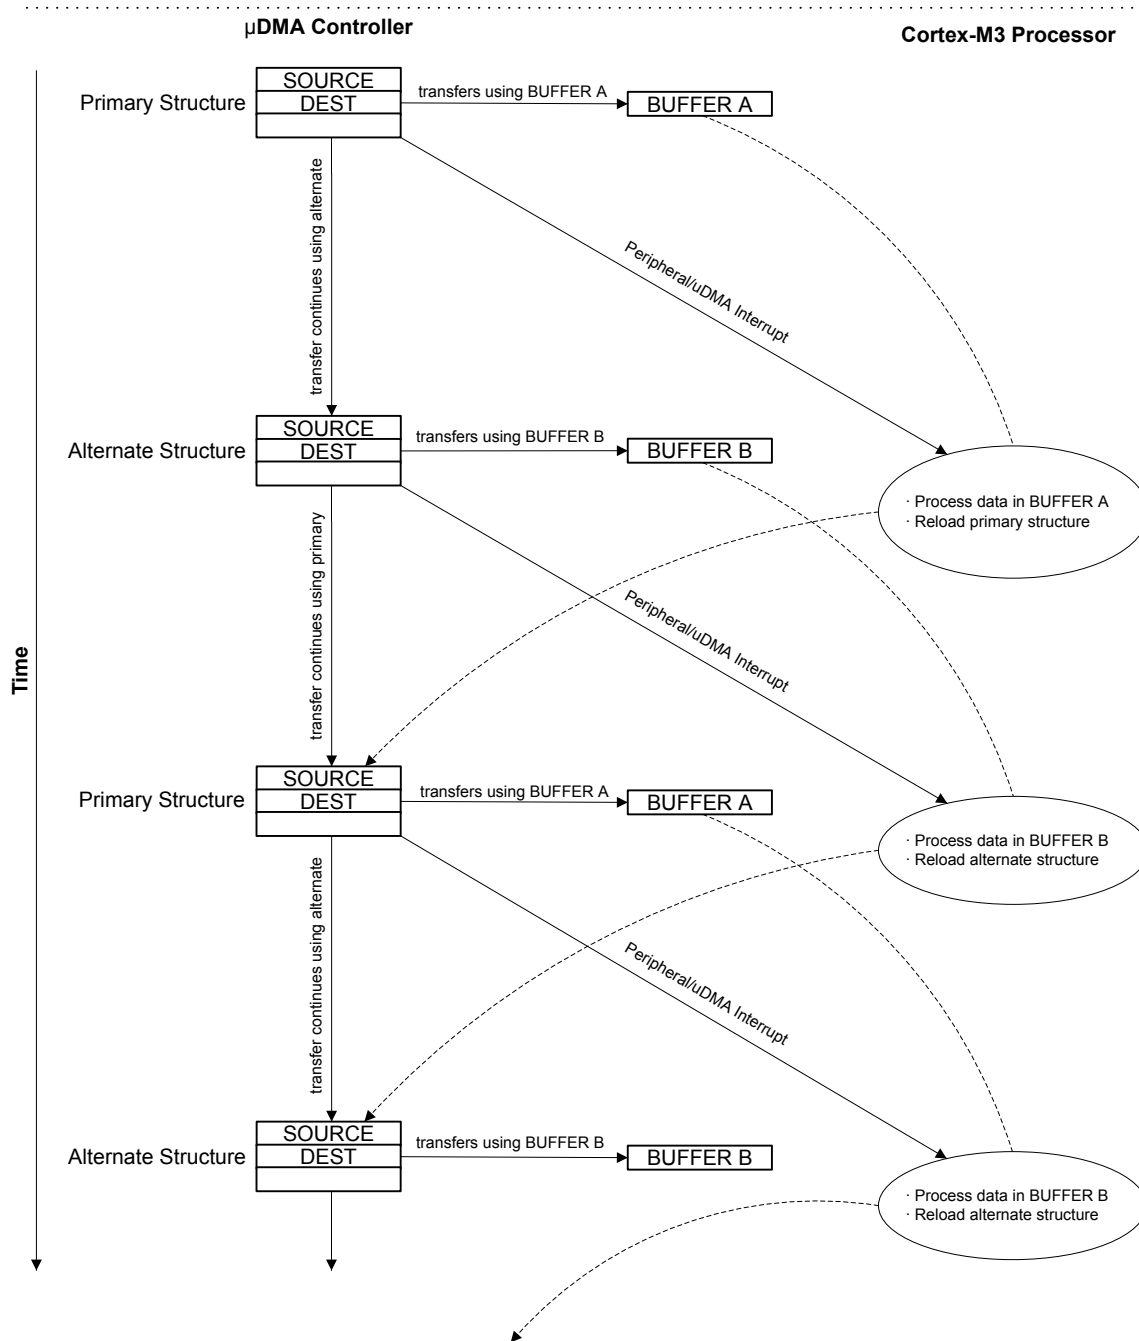 µDMA Controller
Cortex-M3 Processor
Time
Primary Structure
SOURCE
DEST
transfers using BUFFER A
BUFFER A
transfer continues using alternate
Peripheral/uDMA Interrupt
Alternate Structure
SOURCE
DEST
transfers using BUFFER B
BUFFER B
· Process data in BUFFER A
· Reload primary structure
transfer continues using primary
Peripheral/uDMA Interrupt
Primary Structure
SOURCE
DEST
transfers using BUFFER A
BUFFER A
· Process data in BUFFER B
· Reload alternate structure
transfer continues using alternate
Peripheral/uDMA Interrupt
Alternate Structure
SOURCE
DEST
transfers using BUFFER B
BUFFER B
· Process data in BUFFER B
· Reload alternate structure